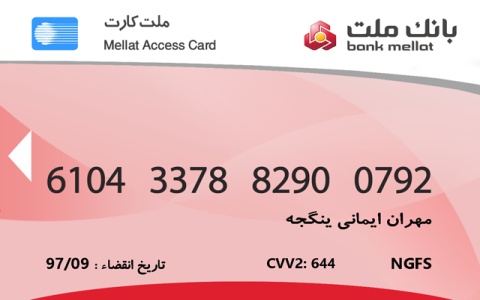 ملت کارت
Mellat Access Card
بانك ملت
bank mellat
6104 3378 8290 0792
مهران ایمانی ینگجه
تاریخ انقضاء : 97/09
CVV2: 644
NGFS